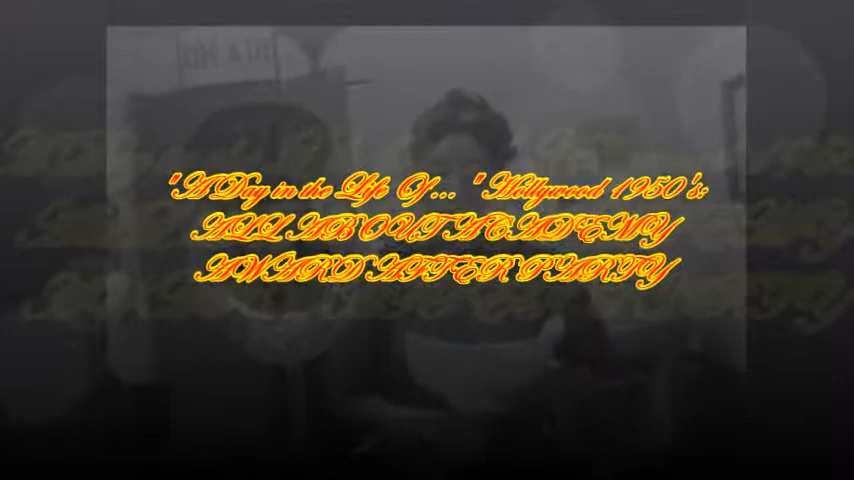 "A Day in the Life Of... "Hollywood 1950's:
ALL ABOUT ACADEMY
AWARD AFTER PARTY